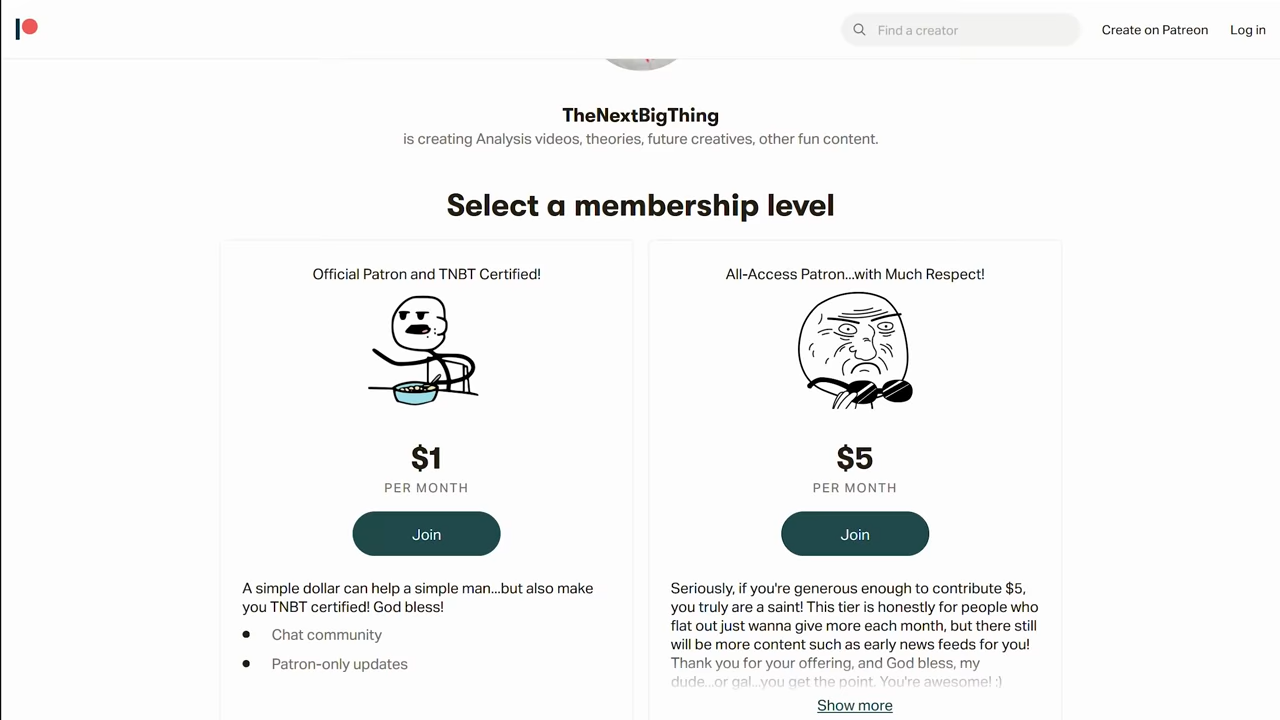 Find a creator
Create on Patreon
Log in
TheNextBigThing
is creating Analysis videos, theories, future creatives, other fun content.
Select a membership level
Official Patron and TNBT Certified!
$1
PER MONTH
Join
A simple dollar can help a simple man...but also make
you TNBT certified! God bless!
Chat community
Patron-only updates
All-Access Patron...with Much Respect!
$5
PER MONTH
Join
Seriously, if you're generous enough to contribute $5,
you truly are a saint! This tier is honestly for people who
flat out just wanna give more each month, but there still
will be more content such as early news feeds for you!
Thank you for your offering, and God bless, my
dude...or gal...you get the point. You're awesome! :)
Show more